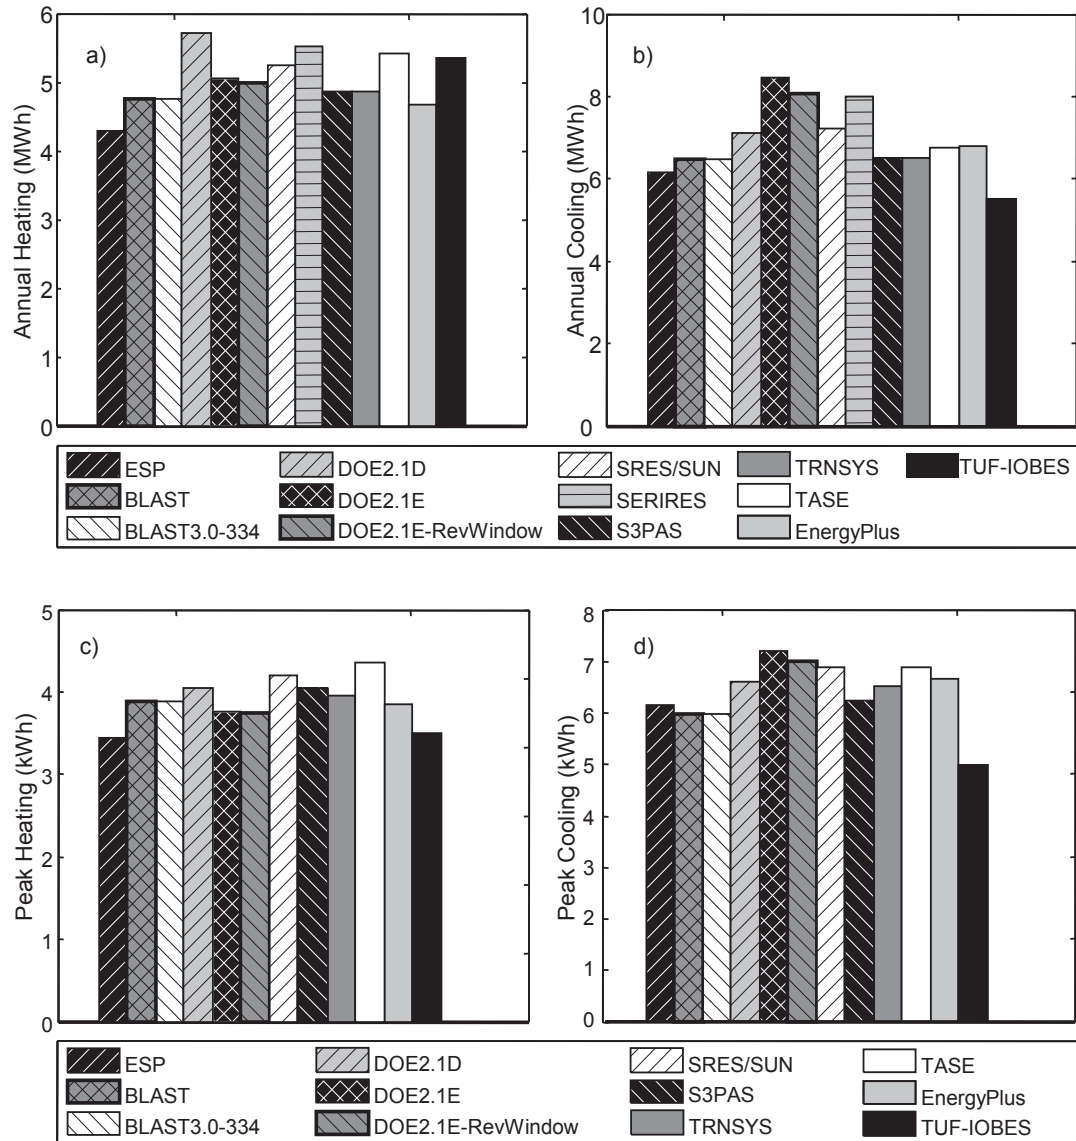 a)
Annual Heating (MWh)
6
5
4
3
2
1
0
b)
Annual Cooling (MWh)
10
8
6
4
2
0
ESP
BLAST
BLAST3.0-334
DOE2.1D
DOE2.1E
DOE2.1E-RevWindow
SRES/SUN
SERIRES
S3PAS
TRNSYS
TASE
EnergyPlus
TUF-IOBES
c)
Peak Heating (kWh)
5
4
3
2
1
0
d)
Peak Cooling (kWh)
8
7
6
5
4
3
2
1
0
ESP
BLAST
BLAST3.0-334
DOE2.1D
DOE2.1E
DOE2.1E-RevWindow
SRES/SUN
S3PAS
TRNSYS
TASE
EnergyPlus
TUF-IOBES